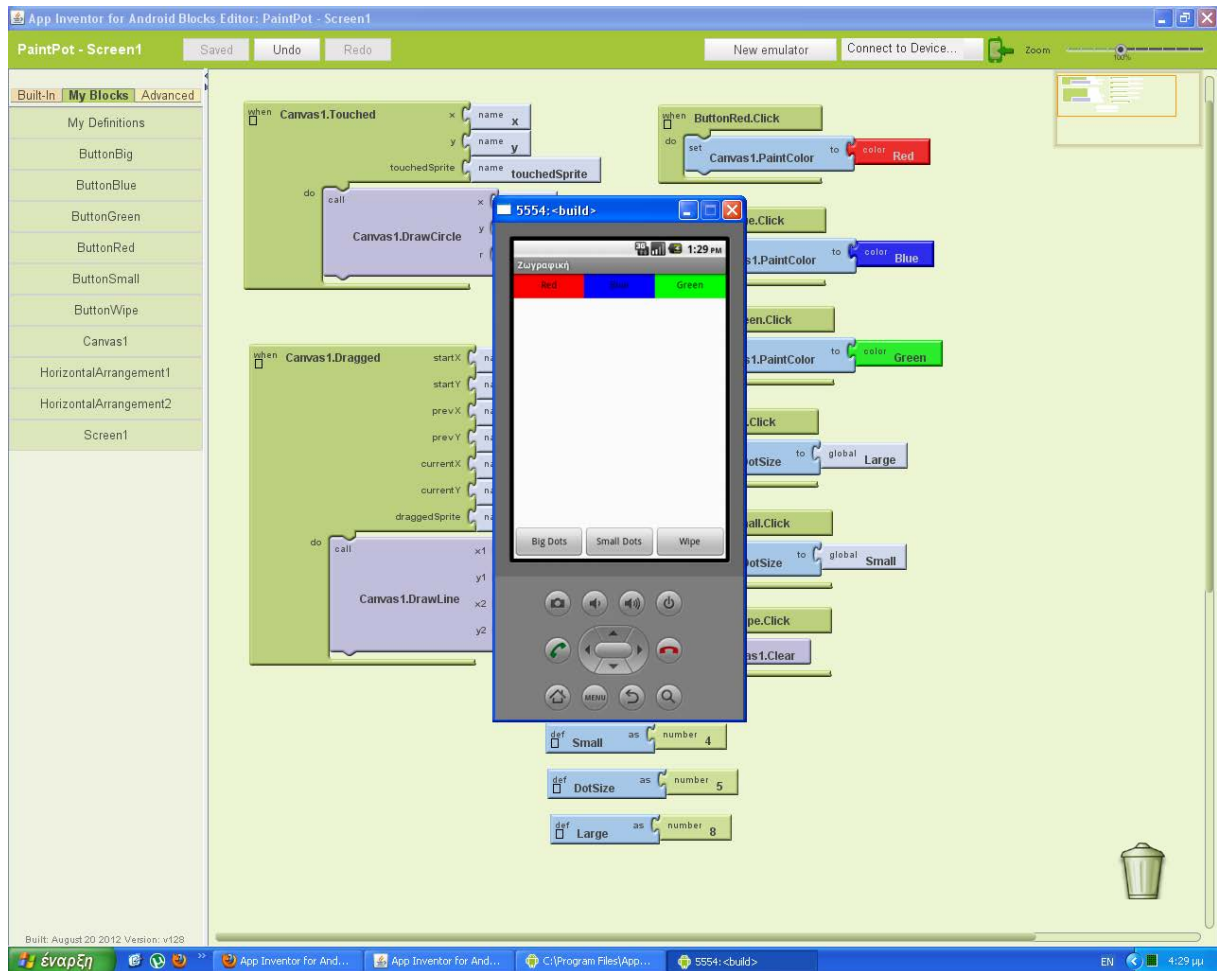 App Inventor for Android Blocks Editor: PaintPot - Screen1
PaintPot - Screen1 Saved Undo Redo New emulator Connect to Device... Zoom 100%
Built-In My Blocks Advanced
My Definitions
ButtonBig
ButtonBlue
ButtonGreen
ButtonRed
ButtonSmall
ButtonWipe
Canvas1
HorizontalArrangement1
HorizontalArrangement2
Screen1
Built: August 20 2012 Version: v128
when Canvas1.Touched x name x
y name y
touchedSprite name touchedSprite
do call x
Canvas1.DrawCircle y
r
when Canvas1.Dragged startX
startY
prevX
prevY
currentX
currentY
draggedSprite
do call x1
y1
Canvas1.DrawLine x2
y2
when ButtonRed.Click
do set Canvas1.PaintColor to color Red
e.Click
s1.PaintColor to color Blue
en.Click
s1.PaintColor to color Green
.Click
otSize to global Large
all.Click
otSize to global Small
pe.Click
as1.Clear
5554:<build>
3G 1:29 PM
Ζωγραφική
Red Blue Green
Big Dots Small Dots Wipe
MENU
def Small as number 4
def DotSize as number 5
def Large as number 8
έναρξη » App Inventor for And... App Inventor for And... C:\Program Files\App... 5554:<build> EN 4:29 μμ